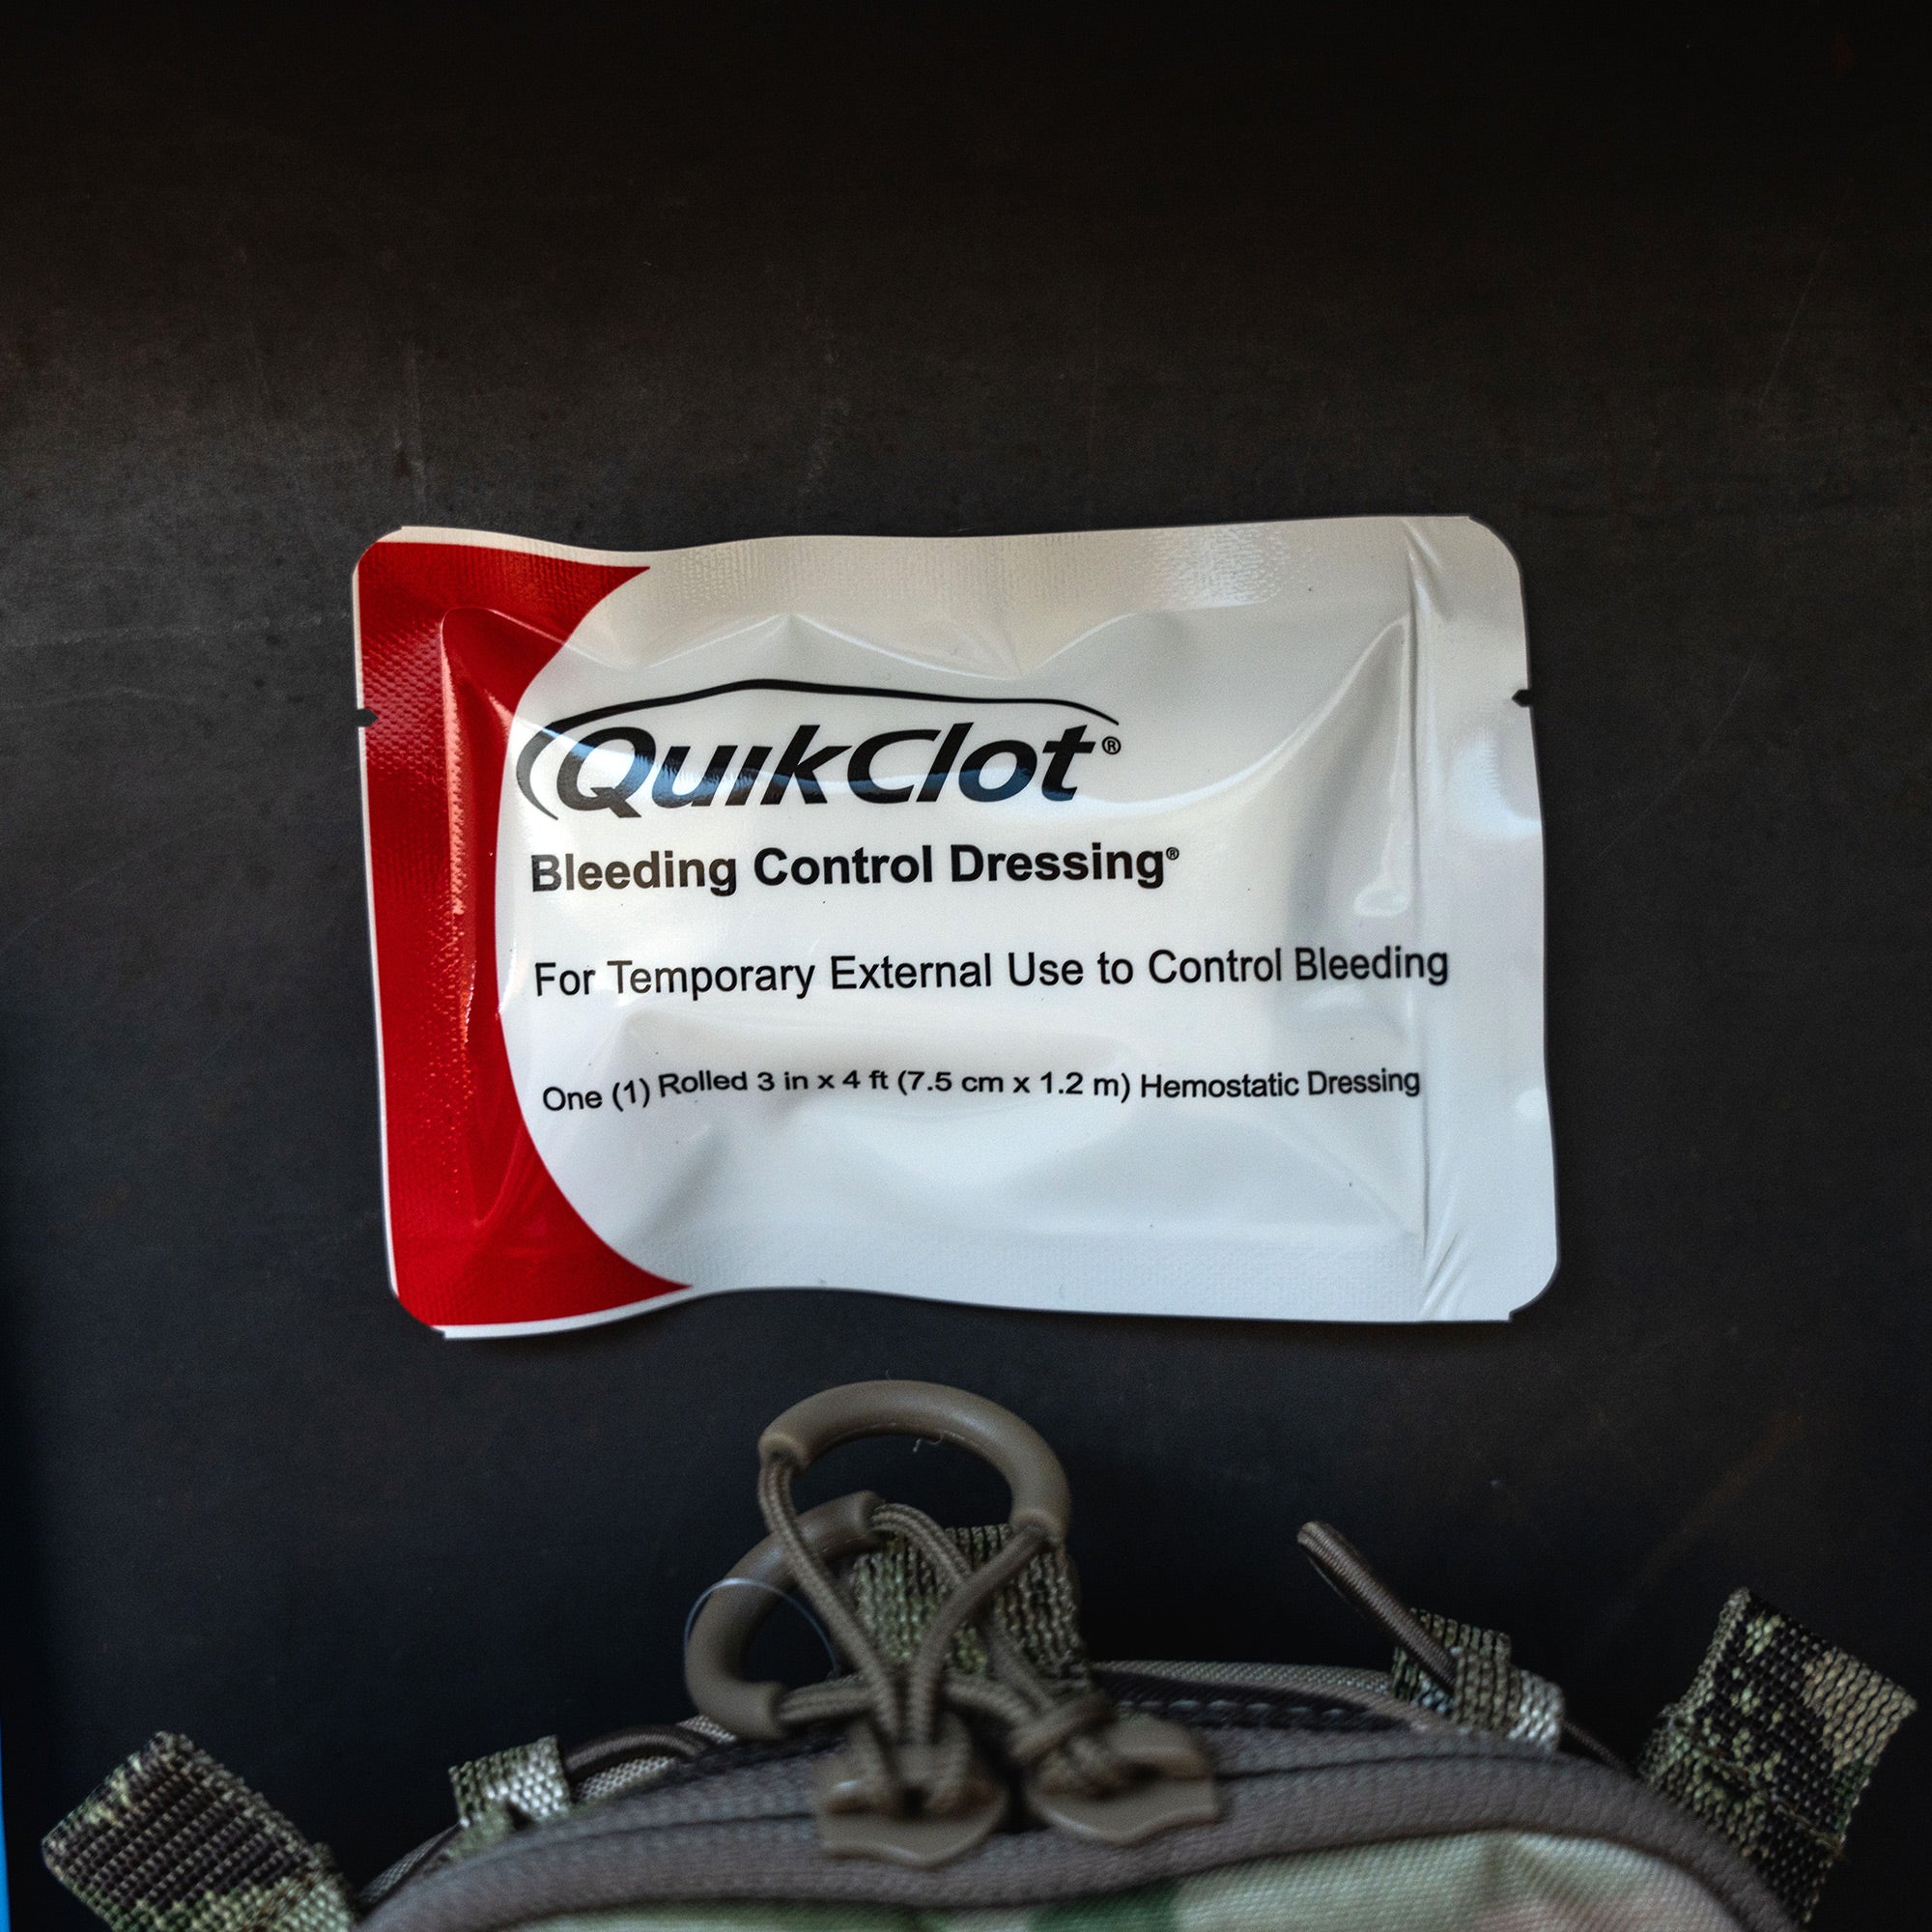 QuikClot®
Bleeding Control Dressing®
For Temporary External Use to Control Bleeding
One (1) Rolled 3 in x 4 ft (7.5 cm x 1.2 m) Hemostatic Dressing